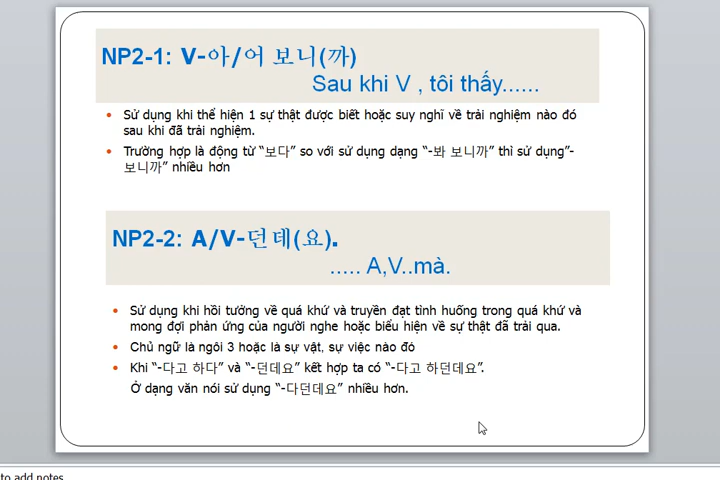 NP2-1: V-아/어 보니(까)
Sau khi V , tôi thấy......
• Sử dụng khi thể hiện 1 sự thật được biết hoặc suy nghĩ về trải nghiệm nào đó
sau khi đã trải nghiệm.
• Trường hợp là động từ “보다” so với sử dụng dạng “-봐 보니까” thì sử dụng”-
보니까” nhiều hơn
NP2-2: A/V-던데(요).
..... A,V..mà.
• Sử dụng khi hồi tưởng về quá khứ và truyền đạt tình huống trong quá khứ và
mong đợi phản ứng của người nghe hoặc biểu hiện về sự thật đã trải qua.
• Chủ ngữ là ngôi 3 hoặc là sự vật, sự việc nào đó
• Khi “-다고 하다” và “-던데요” kết hợp ta có “-다고 하던데요”.
Ở dạng văn nói sử dụng “-다던데요” nhiều hơn.
to add notes